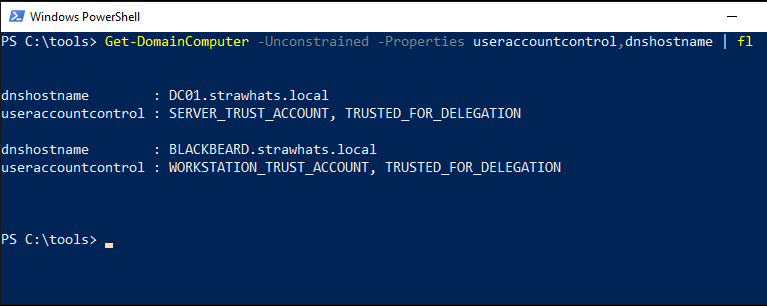 Windows PowerShell
PS C:\tools> Get-DomainComputer -Unconstrained -Properties useraccountcontrol,dnshostname | fl
dnshostname        : DC01.strawhats.local
useraccountcontrol : SERVER_TRUST_ACCOUNT, TRUSTED_FOR_DELEGATION
dnshostname        : BLACKBEARD.strawhats.local
useraccountcontrol : WORKSTATION_TRUST_ACCOUNT, TRUSTED_FOR_DELEGATION
PS C:\tools>